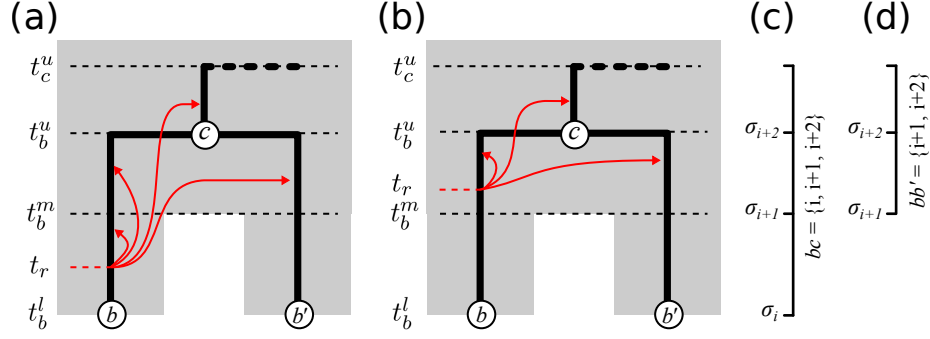 (a) (b) (c) (d)
t_c^u t_c^u
c c
t_b^u t_b^u σ_{i+2} σ_{i+2}
t_r
t_b^m t_b^m σ_{i+1} σ_{i+1}
t_r
t_b^l b b' t_b^l b b' σ_i
bc = {i, i+1, i+2}
bb' = {i+1, i+2}